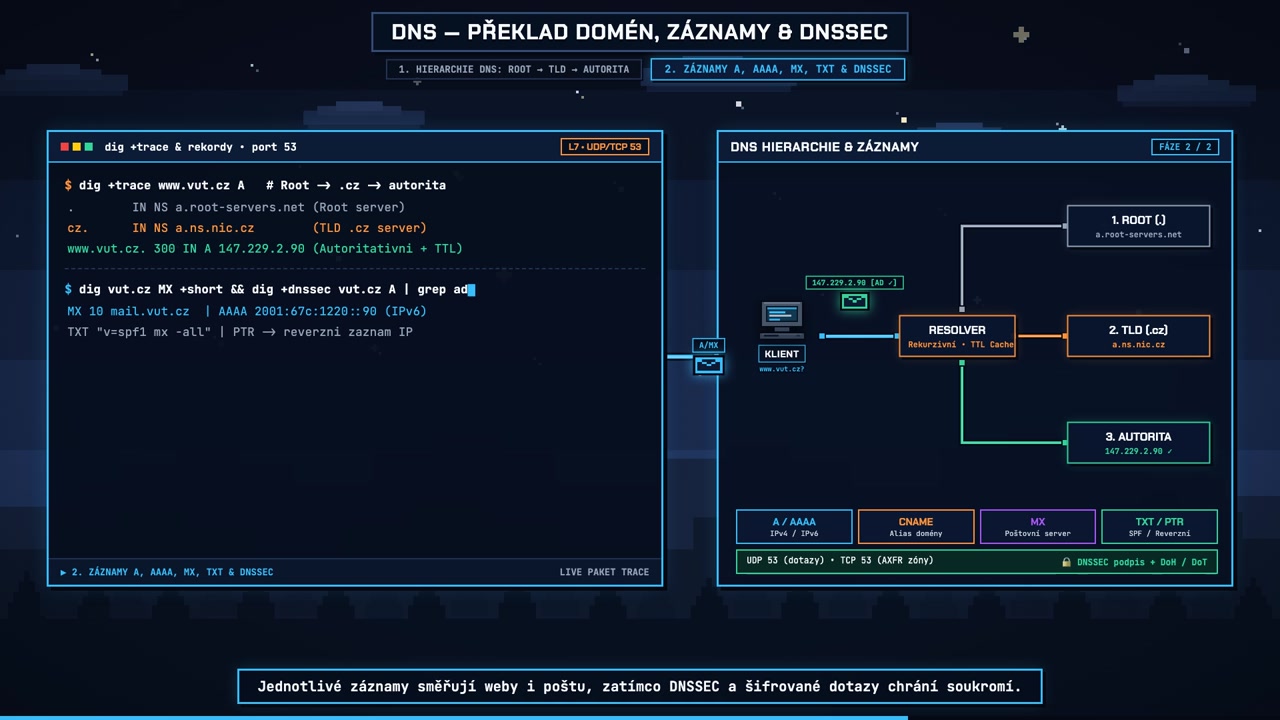 DNS — PŘEKLAD DOMÉN, ZÁZNAMY & DNSSEC
1. HIERARCHIE DNS: ROOT → TLD → AUTORITA
2. ZÁZNAMY A, AAAA, MX, TXT & DNSSEC
dig +trace & rekordy • port 53
L7 • UDP/TCP 53
$ dig +trace www.vut.cz A # Root -> .cz -> autorita
. IN NS a.root-servers.net (Root server)
cz. IN NS a.ns.nic.cz (TLD .cz server)
www.vut.cz. 300 IN A 147.229.2.90 (Autoritativni + TTL)
$ dig vut.cz MX +short && dig +dnssec vut.cz A | grep ad
MX 10 mail.vut.cz | AAAA 2001:67c:1220::90 (IPv6)
TXT "v=spf1 mx -all" | PTR -> reverzni zaznam IP
▶ 2. ZÁZNAMY A, AAAA, MX, TXT & DNSSEC
LIVE PAKET TRACE
A/MX
DNS HIERARCHIE & ZÁZNAMY
FÁZE 2 / 2
1. ROOT (.)
a.root-servers.net
147.229.2.90 [AD ✓]
KLIENT
www.vut.cz?
RESOLVER
Rekurzivní • TTL Cache
2. TLD (.cz)
a.ns.nic.cz
3. AUTORITA
147.229.2.90 ✓
A / AAAA
IPv4 / IPv6
CNAME
Alias domény
MX
Poštovní server
TXT / PTR
SPF / Reverzní
UDP 53 (dotazy) • TCP 53 (AXFR zóny)
🔒 DNSSEC podpis + DoH / DoT
Jednotlivé záznamy směřují weby i poštu, zatímco DNSSEC a šifrované dotazy chrání soukromí.